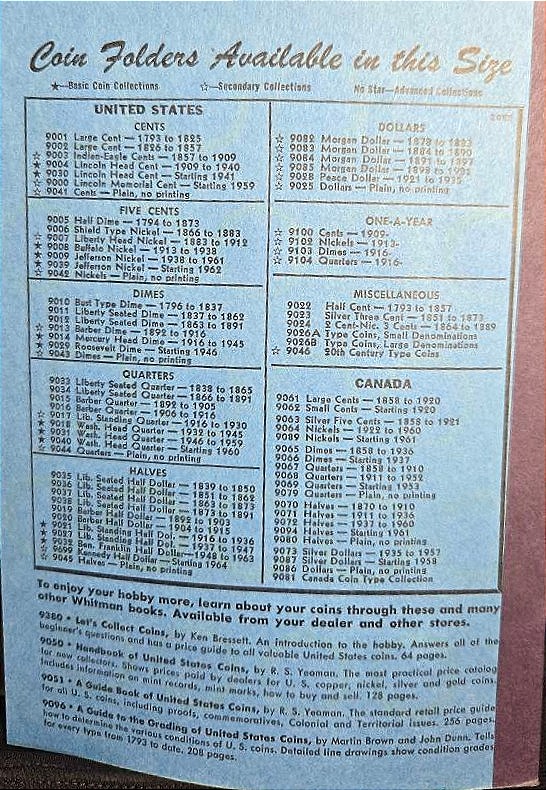 Coin Folders Available in this Size
★—Basic Coin Collections ☆—Secondary Collections No Star—Advanced Collections
UNITED STATES
CENTS
9001 Large Cent — 1793 to 1825
9002 Large Cent — 1826 to 1857
☆ 9003 Indian-Eagle Cents — 1857 to 1909
★ 9004 Lincoln Head Cent — 1909 to 1940
★ 9030 Lincoln Head Cent — Starting 1941
☆ 9000 Lincoln Memorial Cent — Starting 1959
☆ 9041 Cents — Plain, no printing
FIVE CENTS
9005 Half Dime — 1794 to 1873
9006 Shield Type Nickel — 1866 to 1883
☆ 9007 Liberty Head Nickel — 1883 to 1912
★ 9008 Buffalo Nickel — 1913 to 1938
★ 9009 Jefferson Nickel — 1938 to 1961
★ 9039 Jefferson Nickel — Starting 1962
☆ 9042 Nickels — Plain, no printing
DIMES
9010 Bust Type Dime — 1796 to 1837
9011 Liberty Seated Dime — 1837 to 1862
9012 Liberty Seated Dime — 1863 to 1891
☆ 9013 Barber Dime — 1892 to 1916
★ 9014 Mercury Head Dime — 1916 to 1945
★ 9029 Roosevelt Dime — Starting 1946
☆ 9043 Dimes — Plain, no printing
QUARTERS
9033 Liberty Seated Quarter — 1838 to 1865
9034 Liberty Seated Quarter — 1866 to 1891
9015 Barber Quarter — 1892 to 1905
9016 Barber Quarter — 1906 to 1916
☆ 9017 Lib. Standing Quarter — 1916 to 1930
★ 9018 Wash. Head Quarter — 1932 to 1945
★ 9031 Wash. Head Quarter — 1946 to 1959
★ 9040 Wash. Head Quarter — Starting 1960
☆ 9044 Quarters — Plain, no printing
HALVES
9035 Lib. Seated Half Dollar — 1839 to 1850
9036 Lib. Seated Half Dollar — 1851 to 1862
9037 Lib. Seated Half Dollar — 1863 to 1873
9038 Lib. Seated Half Dollar — 1873 to 1891
9019 Barber Half Dollar — 1892 to 1903
9020 Barber Half Dollar — 1904 to 1915
★ 9021 Lib. Standing Half Dol. — 1916 to 1936
★ 9027 Lib. Standing Half Dol. — 1937 to 1947
★ 9032 Ben. Franklin Half Dollar — 1948 to 1963
☆ 9699 Kennedy Half Dollar — Starting 1964
☆ 9045 Halves — Plain, no printing
DOLLARS
☆ 9082 Morgan Dollar — 1878 to 1883
☆ 9083 Morgan Dollar — 1884 to 1890
☆ 9084 Morgan Dollar — 1891 to 1897
☆ 9085 Morgan Dollar — 1898 to 1921
☆ 9028 Peace Dollar — 1921 to 1935
☆ 9025 Dollars — Plain, no printing
ONE-A-YEAR
☆ 9100 Cents — 1909-
☆ 9102 Nickels — 1913-
☆ 9103 Dimes — 1916-
☆ 9104 Quarters — 1916-
MISCELLANEOUS
9022 Half Cent — 1793 to 1857
9023 Silver Three Cent — 1851 to 1873
9024 2 Cent-Nic. 3 Cents — 1864 to 1889
9026A Type Coins, Small Denominations
9026B Type Coins, Large Denominations
☆ 9046 20th Century Type Coins
CANADA
9061 Large Cents — 1858 to 1920
9062 Small Cents — Starting 1920
9063 Silver Five Cents — 1858 to 1921
9064 Nickels — 1922 to 1960
9089 Nickels — Starting 1961
9065 Dimes — 1858 to 1936
9066 Dimes — Starting 1937
9067 Quarters — 1858 to 1910
9068 Quarters — 1911 to 1952
9069 Quarters — Starting 1953
9079 Quarters — Plain, no printing
9070 Halves — 1870 to 1910
9071 Halves — 1911 to 1936
9072 Halves — 1937 to 1960
9094 Halves — Starting 1961
9080 Halves — Plain, no printing
9073 Silver Dollars — 1935 to 1957
9087 Silver Dollars — Starting 1958
9086 Dollars — Plain, no printing
9081 Canada Coin Type Collection
To enjoy your hobby more, learn about your coins through these and many
other Whitman books. Available from your dealer and other stores.
9380 • Let's Collect Coins, by Ken Bressett. An introduction to the hobby. Answers all of the
beginner's questions and has a price guide to all valuable United States coins. 64 pages.
9050 • Handbook of United States Coins, by R. S. Yeoman. The most practical price catalog
for new collectors. Shows prices paid by dealers for U. S. copper, nickel, silver and gold coins.
Includes information on mint records, mint marks, how to buy and sell. 128 pages.
9051 • A Guide Book of United States Coins, by R. S. Yeoman. The standard retail price guide
for all U. S. coins, including proofs, commemoratives, Colonial and Territorial issues. 256 pages.
9096 • A Guide to the Grading of United States Coins, by Martin Brown and John Dunn. Tells
how to determine the various conditions of U. S. coins. Detailed line drawings show condition grades
for every type from 1793 to date. 208 pages.